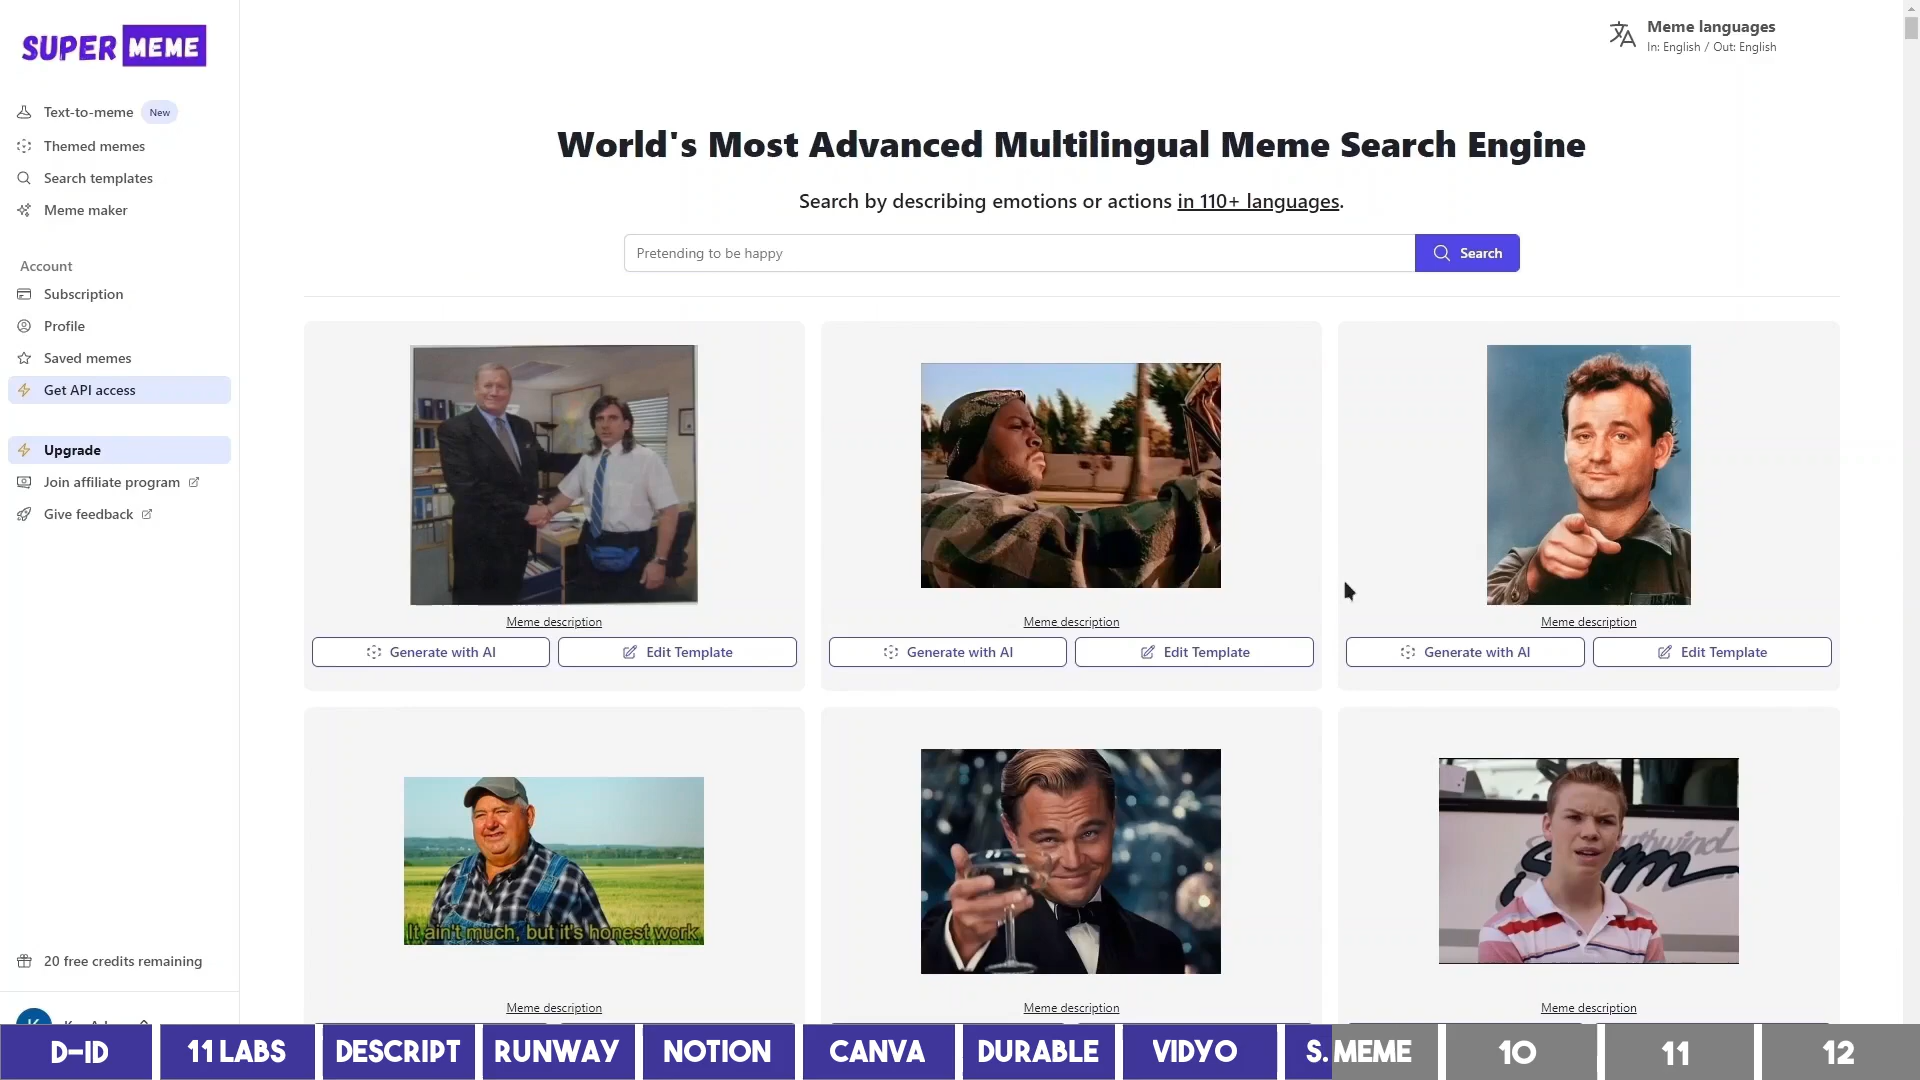 SUPER MEME
Meme languages
In: English / Out: English
Text-to-meme New
Themed memes
Search templates
Meme maker
Account
Subscription
Profile
Saved memes
Get API access
Upgrade
Join affiliate program
Give feedback
20 free credits remaining
World's Most Advanced Multilingual Meme Search Engine
Search by describing emotions or actions in 110+ languages.
Pretending to be happy
Search
Meme description
Generate with AI
Edit Template
Meme description
Generate with AI
Edit Template
Meme description
Generate with AI
Edit Template
It ain't much, but it's honest work.
Meme description
Meme description
Meme description
D-ID
11 LABS
DESCRIPT
RUNWAY
NOTION
CANVA
DURABLE
VIDYO
S. MEME
10
11
12